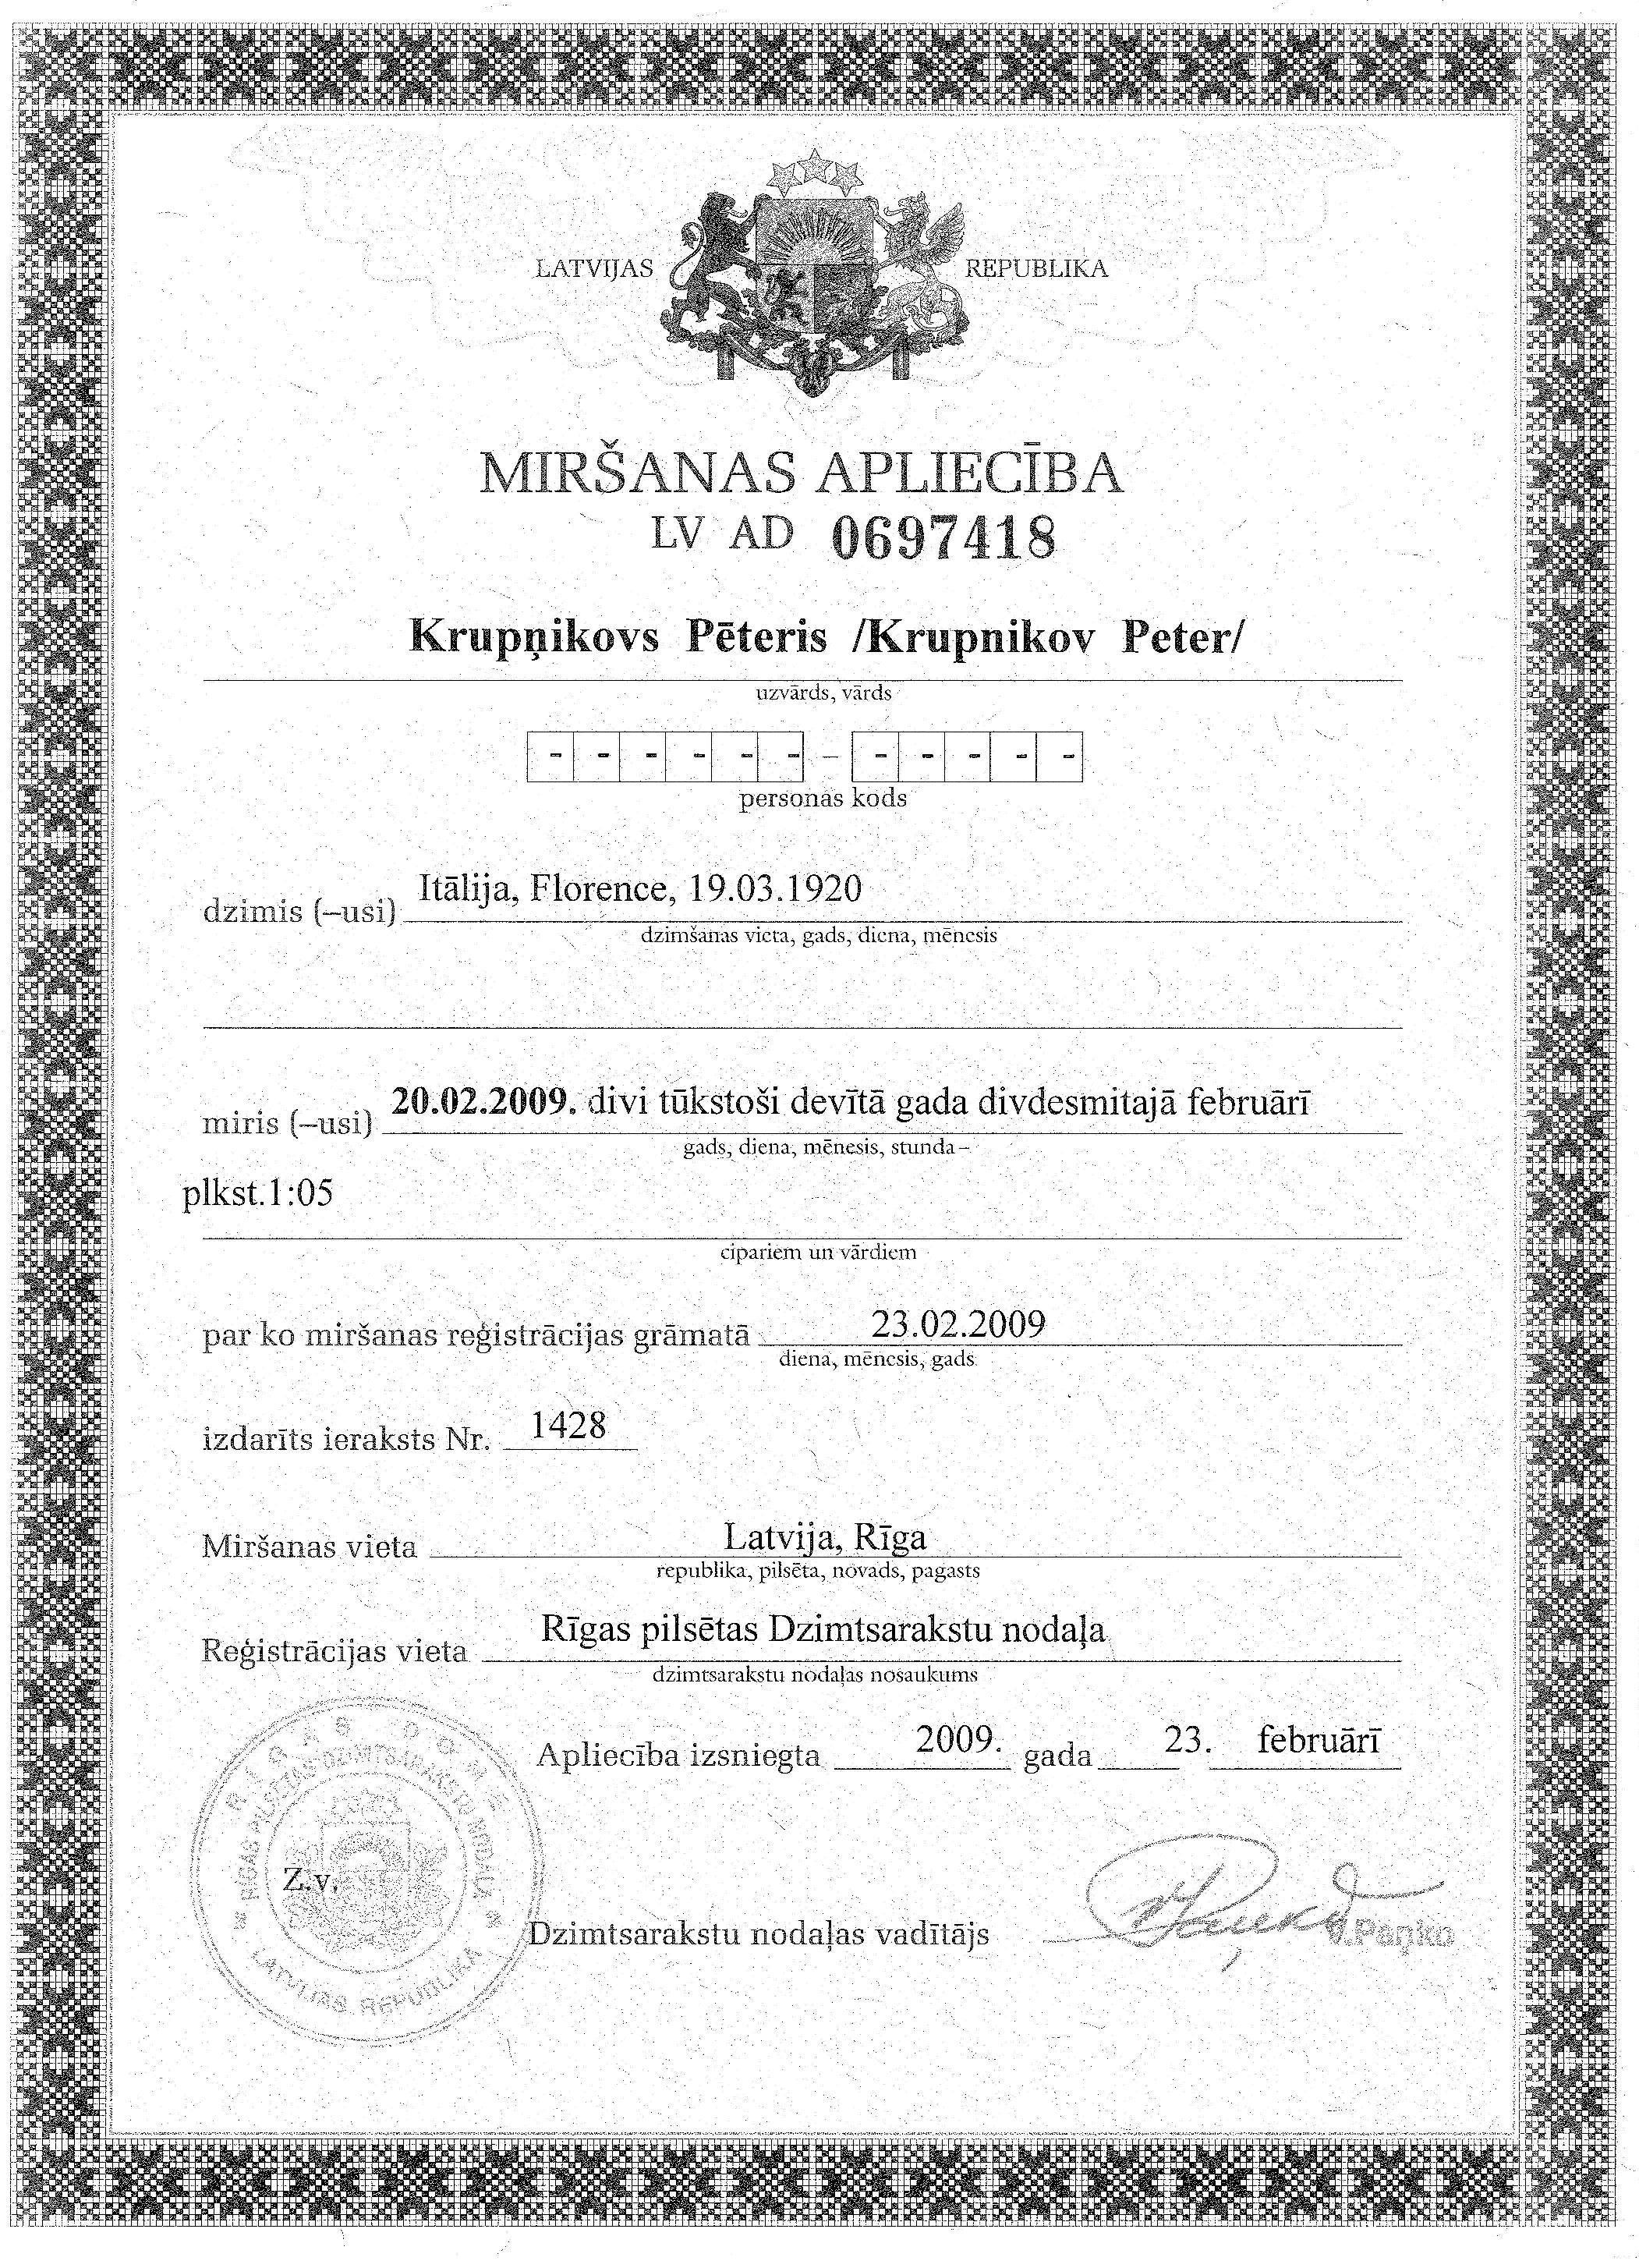 LATVIJAS REPUBLIKA
MIRŠANAS APLIECĪBA
LV AD 0697418
Krupņikovs Pēteris /Krupnikov Peter/
uzvārds, vārds
- - - - - - – - - - - -
personas kods
dzimis (–usi) Itālija, Florence, 19.03.1920
dzimšanas vieta, gads, diena, mēnesis
miris (–usi) 20.02.2009. divi tūkstoši devītā gada divdesmitajā februārī
gads, diena, mēnesis, stunda –
plkst.1:05
cipariem un vārdiem
par ko miršanas reģistrācijas grāmatā 23.02.2009
diena, mēnesis, gads
izdarīts ieraksts Nr. 1428
Miršanas vieta Latvija, Rīga
republika, pilsēta, novads, pagasts
Reģistrācijas vieta Rīgas pilsētas Dzimtsarakstu nodaļa
dzimtsarakstu nodaļas nosaukums
Apliecība izsniegta 2009. gada 23. februārī
RĪGAS DOME
RĪGAS PILSĒTAS DZIMTSARAKSTU NODAĻA
LATVIJAS REPUBLIKA
Z.v.
Dzimtsarakstu nodaļas vadītājs V.Paņko